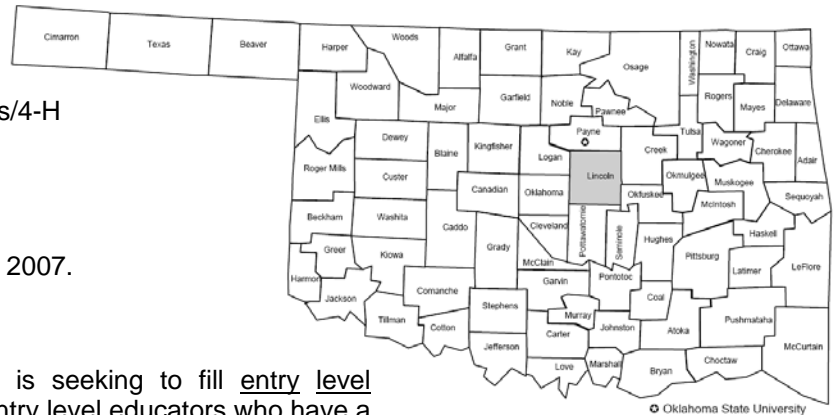 Cimarron
Texas
Beaver
Harper
Woods
Alfalfa
Grant
Kay
Osage
Washington
Nowata
Craig
Ottawa
Ellis
Woodward
Major
Garfield
Noble
Pawnee
Rogers
Mayes
Delaware
s/4-H
Dewey
Blaine
Kingfisher
Logan
Payne
Creek
Tulsa
Wagoner
Cherokee
Adair
Roger Mills
Custer
Canadian
Oklahoma
Lincoln
Okfuskee
Okmulgee
Muskogee
McIntosh
Sequoyah
Beckham
Washita
Caddo
Grady
Cleveland
Pottawatomie
Seminole
Hughes
Pittsburg
Haskell
Latimer
LeFlore
2007.
Harmon
Greer
Kiowa
Comanche
McClain
Garvin
Pontotoc
Coal
Jackson
Tillman
Cotton
Stephens
Murray
Carter
Johnston
Atoka
Pushmataha
McCurtain
Jefferson
Love
Marshall
Bryan
Choctaw
is seeking to fill entry level
ntry level educators who have a
Oklahoma State University